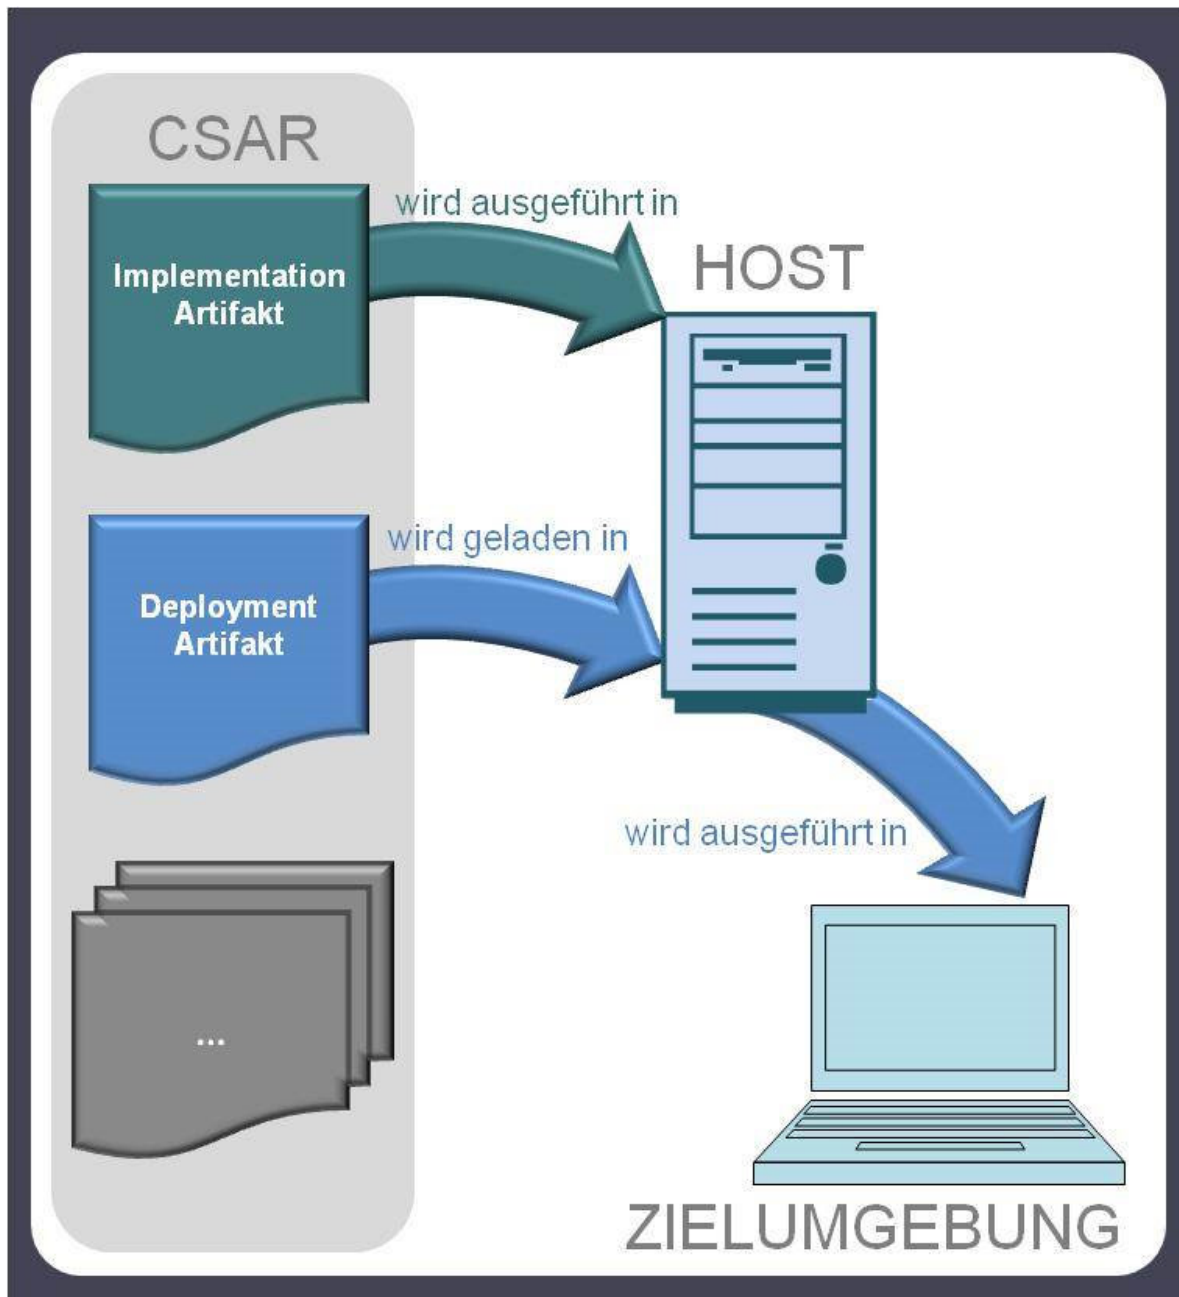 CSAR
wird ausgeführt in
Implementation
Artifakt
HOST
wird geladen in
Deployment
Artifakt
wird ausgeführt in
...
ZIELUMGEBUNG